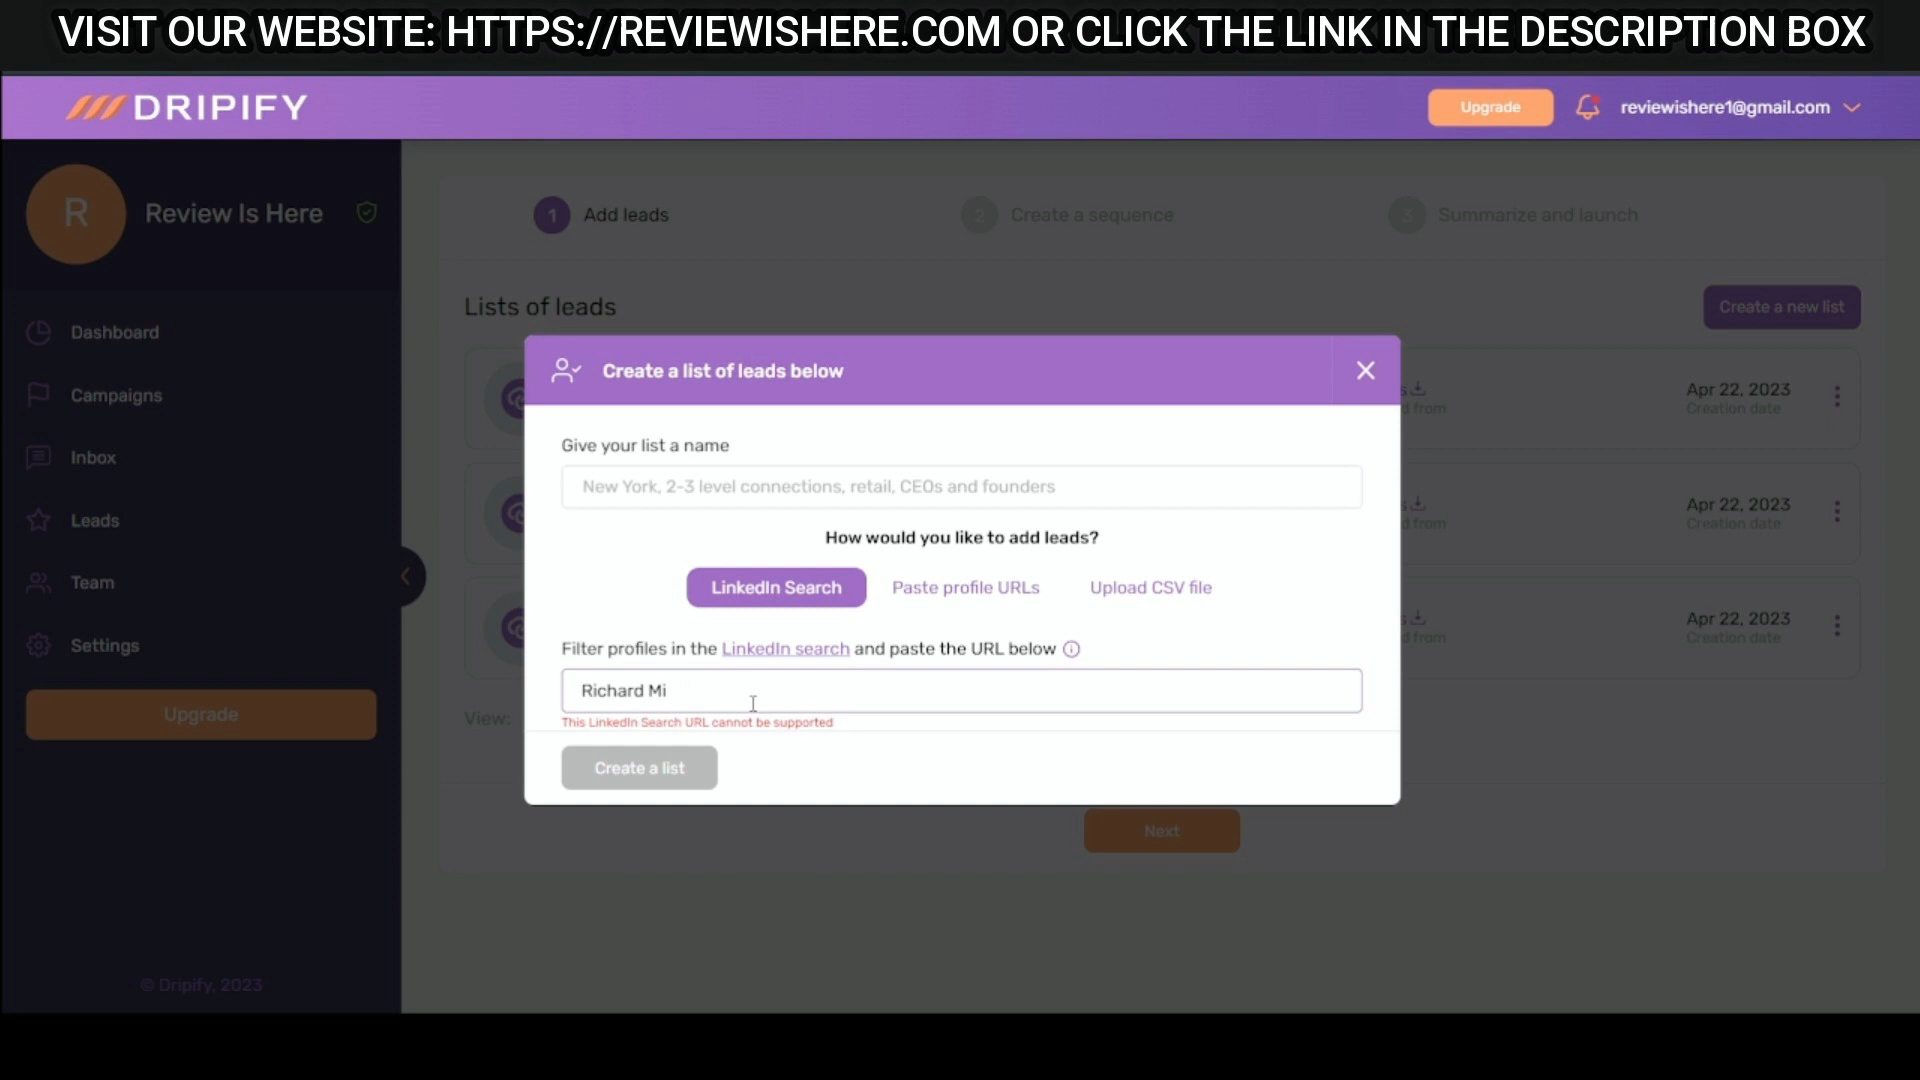 VISIT OUR WEBSITE: HTTPS://REVIEWISHERE.COM OR CLICK THE LINK IN THE DESCRIPTION BOX
DRIPIFY
Upgrade
reviewishere1@gmail.com
R
Review Is Here
1 Add leads
2 Create a sequence
3 Summarize and launch
Dashboard
Campaigns
Inbox
Leads
Team
Settings
Upgrade
© Dripify, 2023
Lists of leads
Create a new list
Create a list of leads below
Give your list a name
New York, 2-3 level connections, retail, CEOs and founders
How would you like to add leads?
LinkedIn Search
Paste profile URLs
Upload CSV file
Filter profiles in the LinkedIn search and paste the URL below
Richard Mi
This LinkedIn Search URL cannot be supported
Create a list
s
d from
Apr 22, 2023
Creation date
s
d from
Apr 22, 2023
Creation date
s
d from
Apr 22, 2023
Creation date
View:
Next